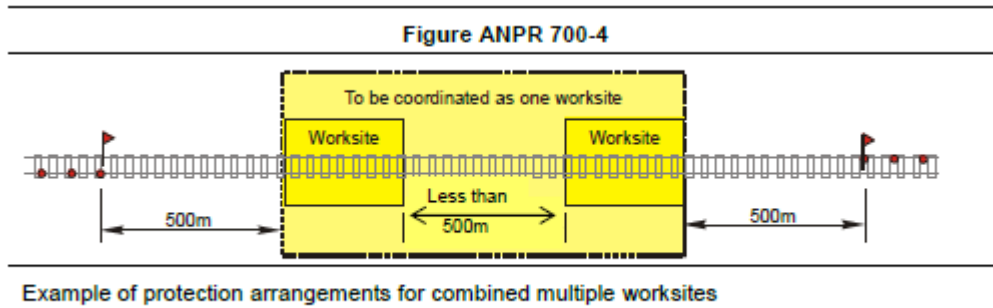 Figure ANPR 700-4
To be coordinated as one worksite
Worksite
Worksite
Less than
500m
500m
500m
Example of protection arrangements for combined multiple worksites